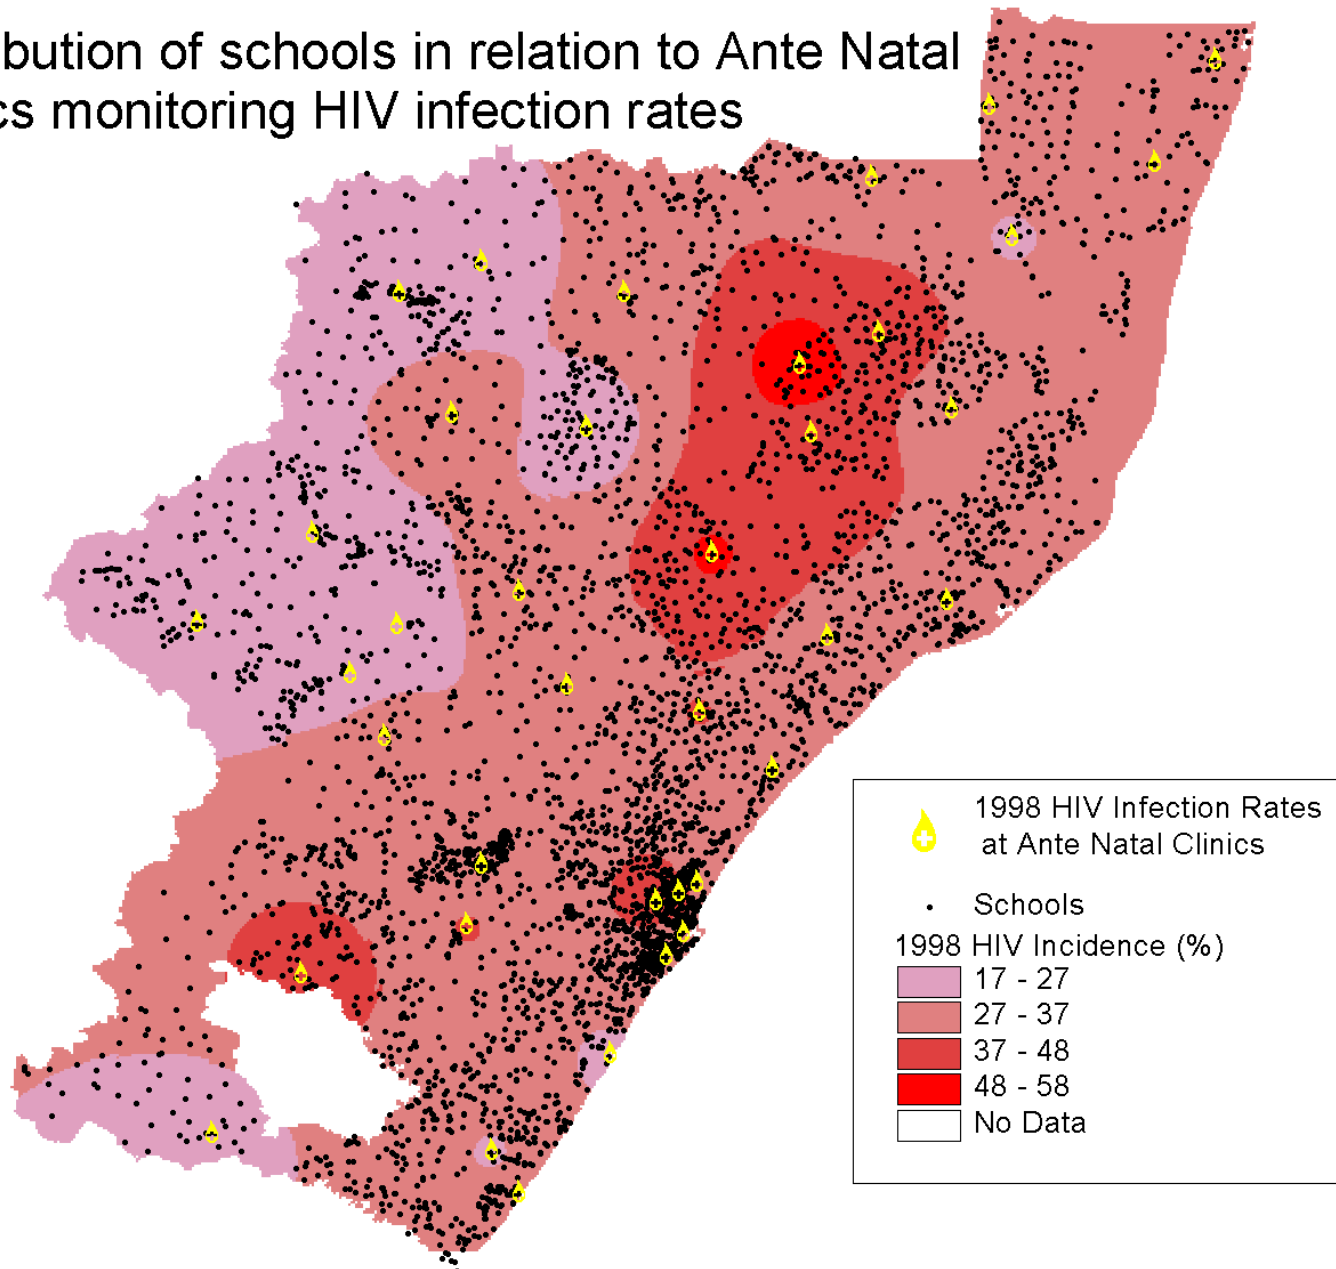 bution of schools in relation to Ante Natal
cs monitoring HIV infection rates
1998 HIV Infection Rates
at Ante Natal Clinics
Schools
1998 HIV Incidence (%)
17 - 27
27 - 37
37 - 48
48 - 58
No Data